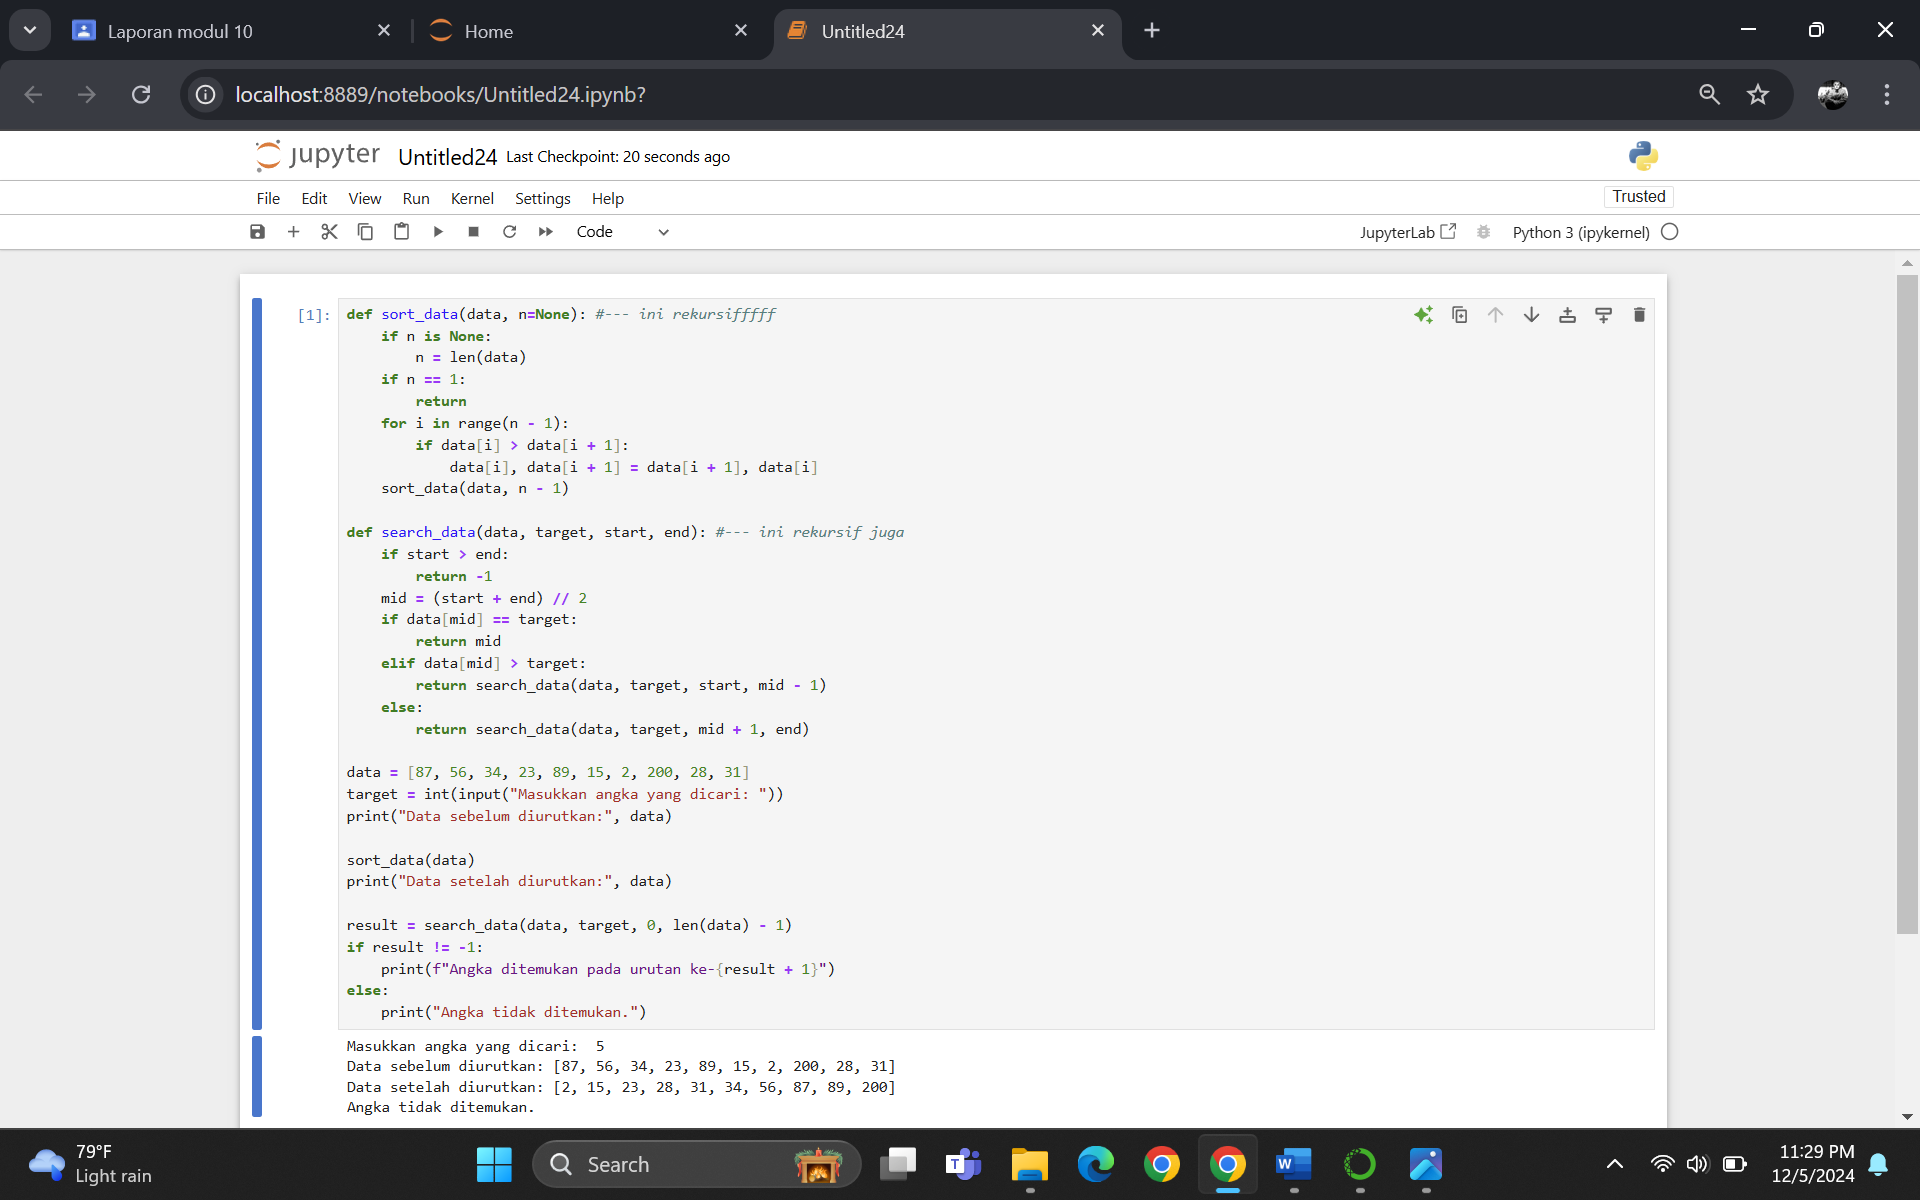 Laporan modul 10
Home
Untitled24
localhost:8889/notebooks/Untitled24.ipynb?
jupyter Untitled24 Last Checkpoint: 20 seconds ago
File Edit View Run Kernel Settings Help
Trusted
Code
JupyterLab
Python 3 (ipykernel)
[1]:
def sort_data(data, n=None): #--- ini rekursifffff
    if n is None:
        n = len(data)
    if n == 1:
        return
    for i in range(n - 1):
        if data[i] > data[i + 1]:
            data[i], data[i + 1] = data[i + 1], data[i]
    sort_data(data, n - 1)

def search_data(data, target, start, end): #--- ini rekursif juga
    if start > end:
        return -1
    mid = (start + end) // 2
    if data[mid] == target:
        return mid
    elif data[mid] > target:
        return search_data(data, target, start, mid - 1)
    else:
        return search_data(data, target, mid + 1, end)

data = [87, 56, 34, 23, 89, 15, 2, 200, 28, 31]
target = int(input("Masukkan angka yang dicari: "))
print("Data sebelum diurutkan:", data)

sort_data(data)
print("Data setelah diurutkan:", data)

result = search_data(data, target, 0, len(data) - 1)
if result != -1:
    print(f"Angka ditemukan pada urutan ke-{result + 1}")
else:
    print("Angka tidak ditemukan.")
Masukkan angka yang dicari:  5
Data sebelum diurutkan: [87, 56, 34, 23, 89, 15, 2, 200, 28, 31]
Data setelah diurutkan: [2, 15, 23, 28, 31, 34, 56, 87, 89, 200]
Angka tidak ditemukan.
79°F
Light rain
Search
T
W
11:29 PM
12/5/2024